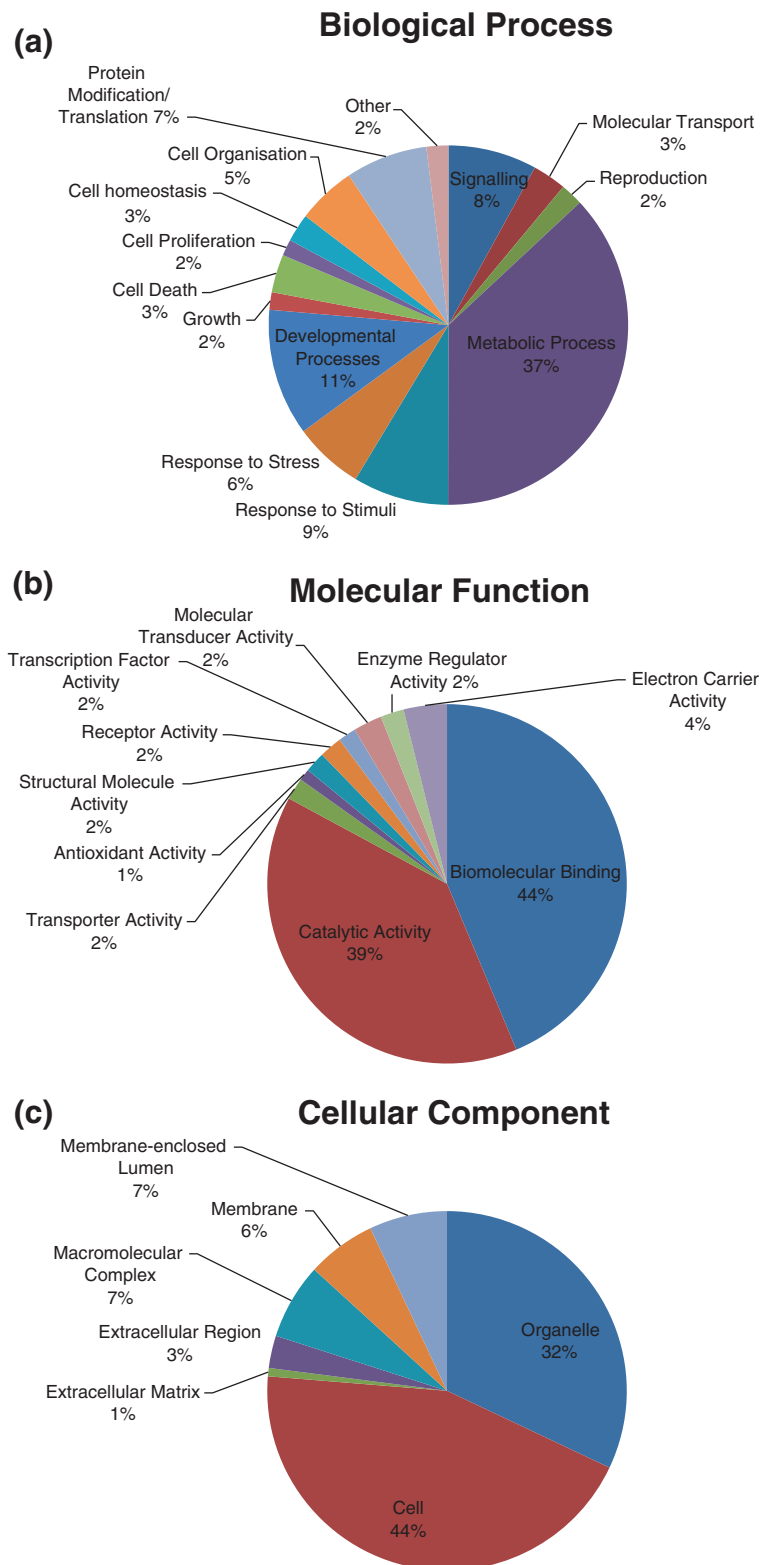 (a)
Biological Process
Protein
Modification/
Translation 7%
Other
2%
Molecular Transport
3%
Reproduction
2%
Signalling
8%
Cell Organisation
5%
Cell homeostasis
3%
Cell Proliferation
2%
Cell Death
3%
Growth
2%
Developmental
Processes
11%
Metabolic Process
37%
Response to Stress
6%
Response to Stimuli
9%
(b)
Molecular Function
Molecular
Transducer Activity
2%
Enzyme Regulator
Activity 2%
Electron Carrier
Activity
4%
Transcription Factor
Activity
2%
Receptor Activity
2%
Structural Molecule
Activity
2%
Antioxidant Activity
1%
Transporter Activity
2%
Biomolecular Binding
44%
Catalytic Activity
39%
(c)
Cellular Component
Membrane-enclosed
Lumen
7%
Membrane
6%
Macromolecular
Complex
7%
Extracellular Region
3%
Extracellular Matrix
1%
Organelle
32%
Cell
44%